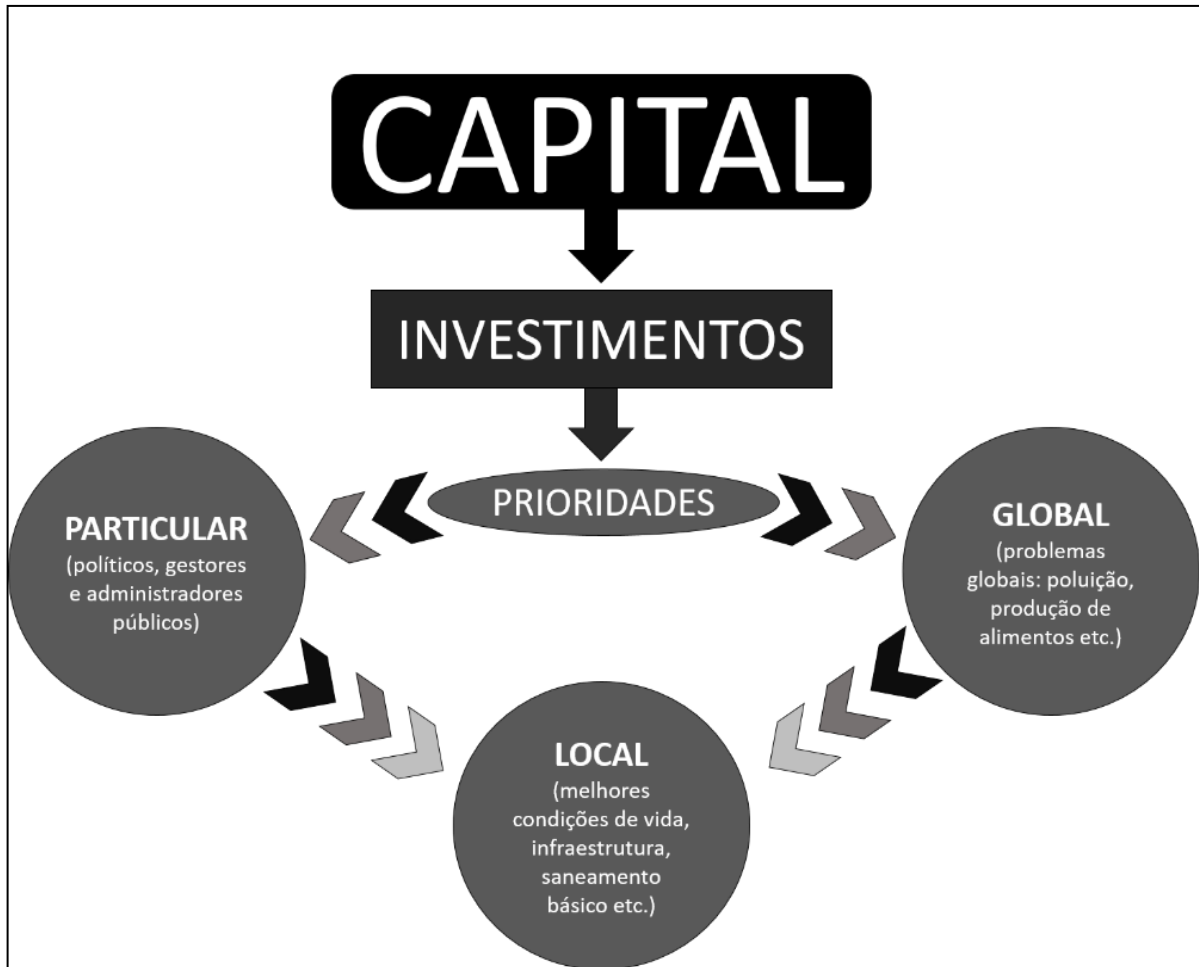 CAPITAL
INVESTIMENTOS
PRIORIDADES
PARTICULAR
(políticos, gestores
e administradores
públicos)
GLOBAL
(problemas
globais: poluição,
produção de
alimentos etc.)
LOCAL
(melhores
condições de vida,
infraestrutura,
saneamento
básico etc.)